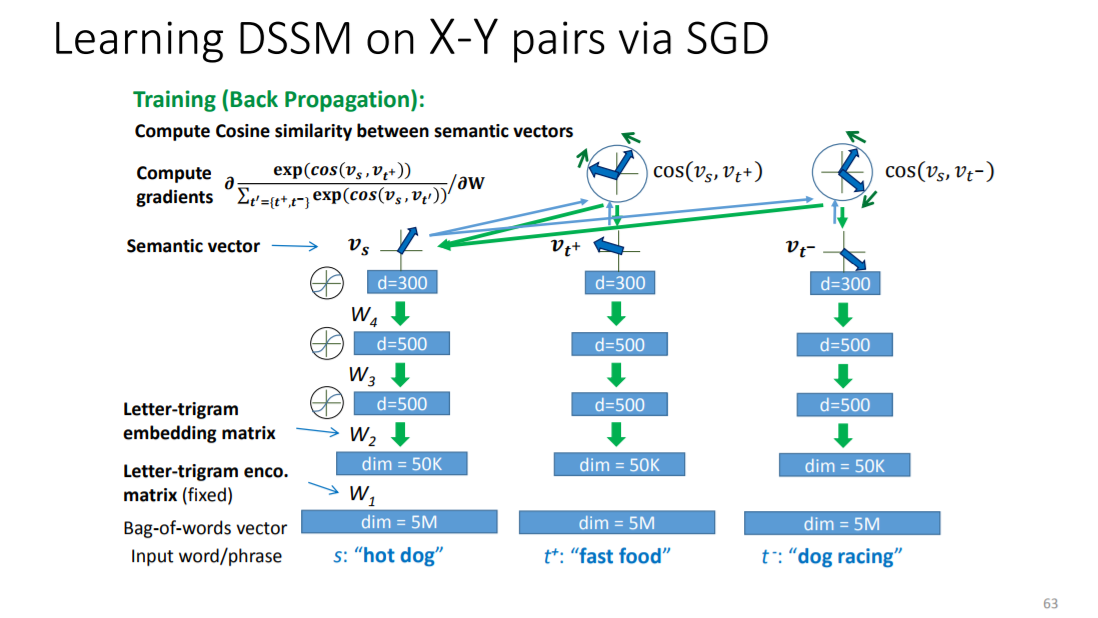 Learning DSSM on X-Y pairs via SGD
Training (Back Propagation):
Compute Cosine similarity between semantic vectors
Compute gradients ∂ exp(cos(v_s, v_{t^+})) / ∑_{t'={t^+,t^-}} exp(cos(v_s, v_{t'})) /∂W
cos(v_s, v_{t^+})
cos(v_s, v_{t^-})
Semantic vector
v_s
v_{t^+}
v_{t^-}
d=300 d=300 d=300
W_4
d=500 d=500 d=500
W_3
d=500 d=500 d=500
Letter-trigram
embedding matrix
W_2
dim = 50K dim = 50K dim = 50K
Letter-trigram enco.
matrix (fixed)
W_1
Bag-of-words vector dim = 5M dim = 5M dim = 5M
Input word/phrase s: “hot dog” t^+: “fast food” t^-: “dog racing”
63